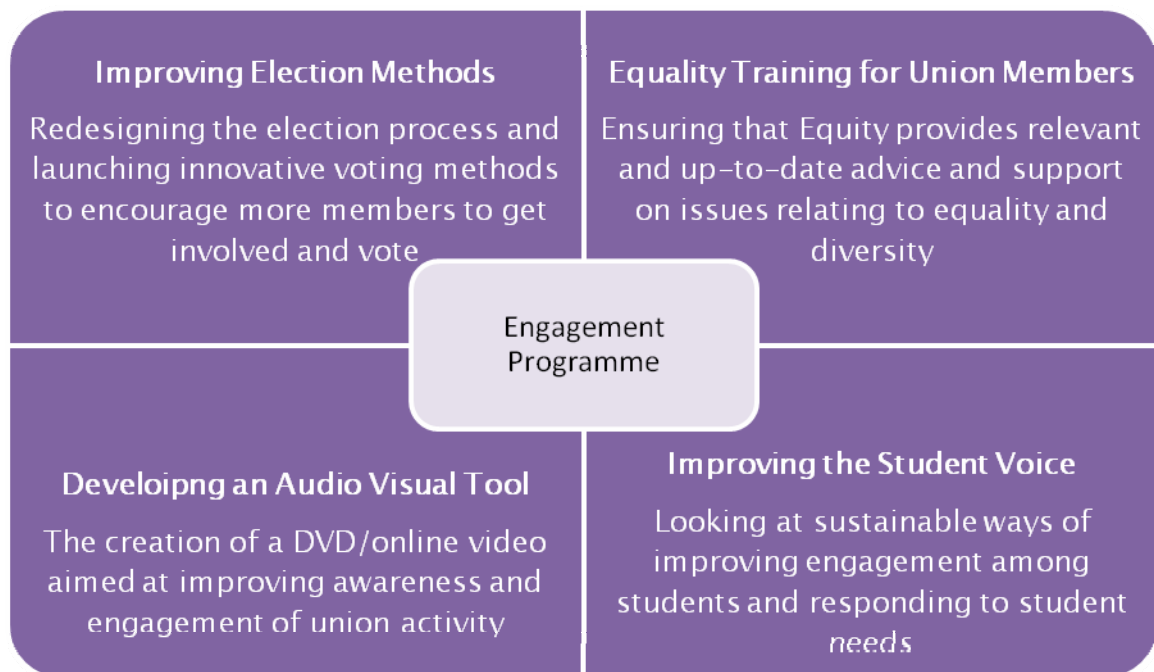 Improving Election Methods
Redesigning the election process and
launching innovative voting methods
to encourage more members to get
involved and vote
Equality Training for Union Members
Ensuring that Equity provides relevant
and up-to-date advice and support
on issues relating to equality and
diversity
Engagement
Programme
Develoipng an Audio Visual Tool
The creation of a DVD/online video
aimed at improving awareness and
engagement of union activity
Improving the Student Voice
Looking at sustainable ways of
improving engagement among
students and responding to student
needs